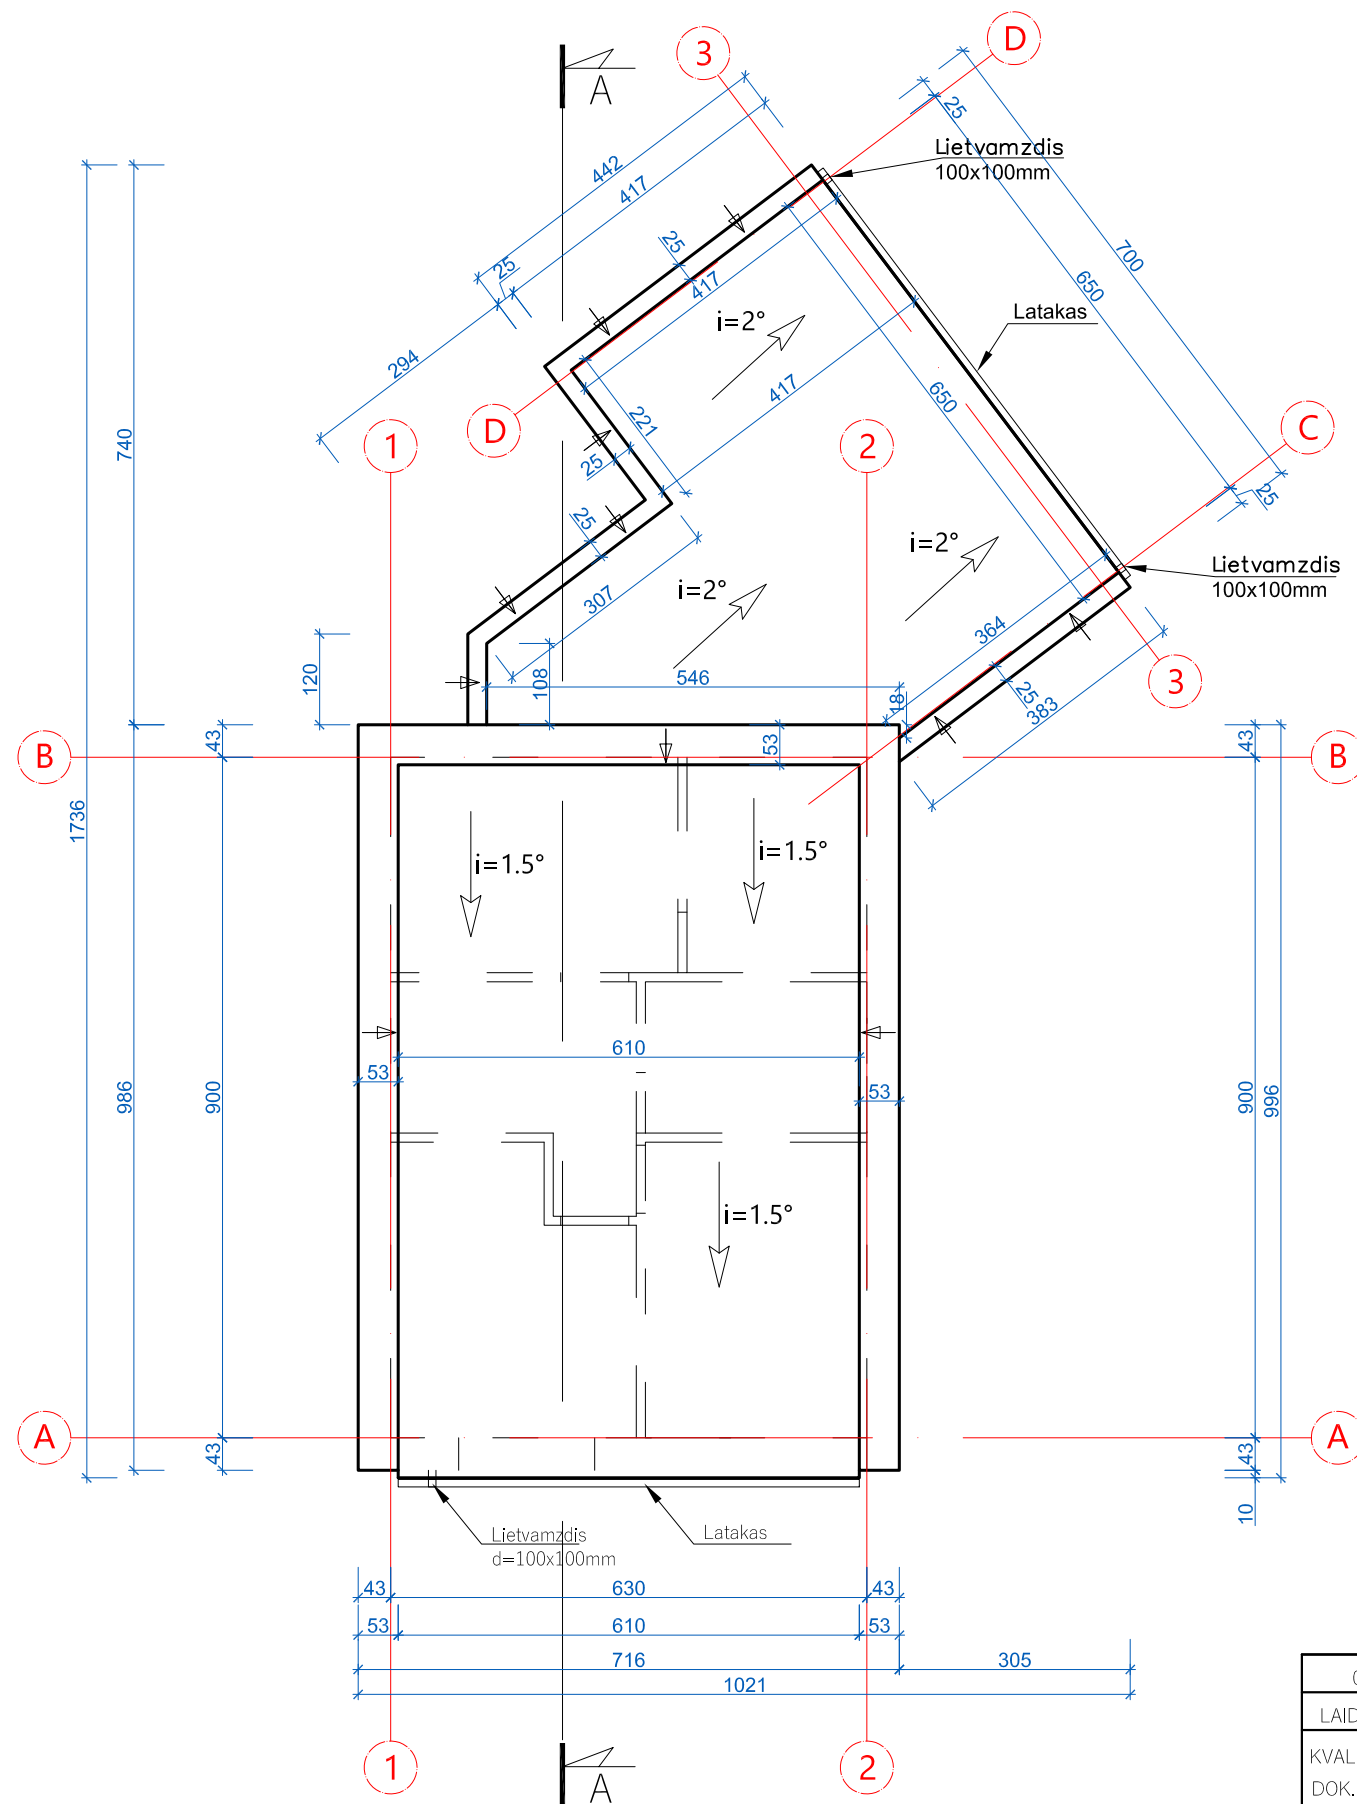 3
D
A
25
442
417
Lietvamzdis
100x100mm
25
25
417
700
650
i=2°
Latakas
294
417
650
221
1
D
2
C
740
25
25
25
i=2°
Lietvamzdis
100x100mm
i=2°
307
364
120
108
546
18
25
383
3
43
53
43
B
B
1736
i=1.5°
i=1.5°
610
53
53
986
900
900
996
i=1.5°
A
A
43
43
10
Lietvamzdis
d=100x100mm
Latakas
43
630
43
53
610
53
716
305
1021
1
2
A
LAID
KVAL
DOK.